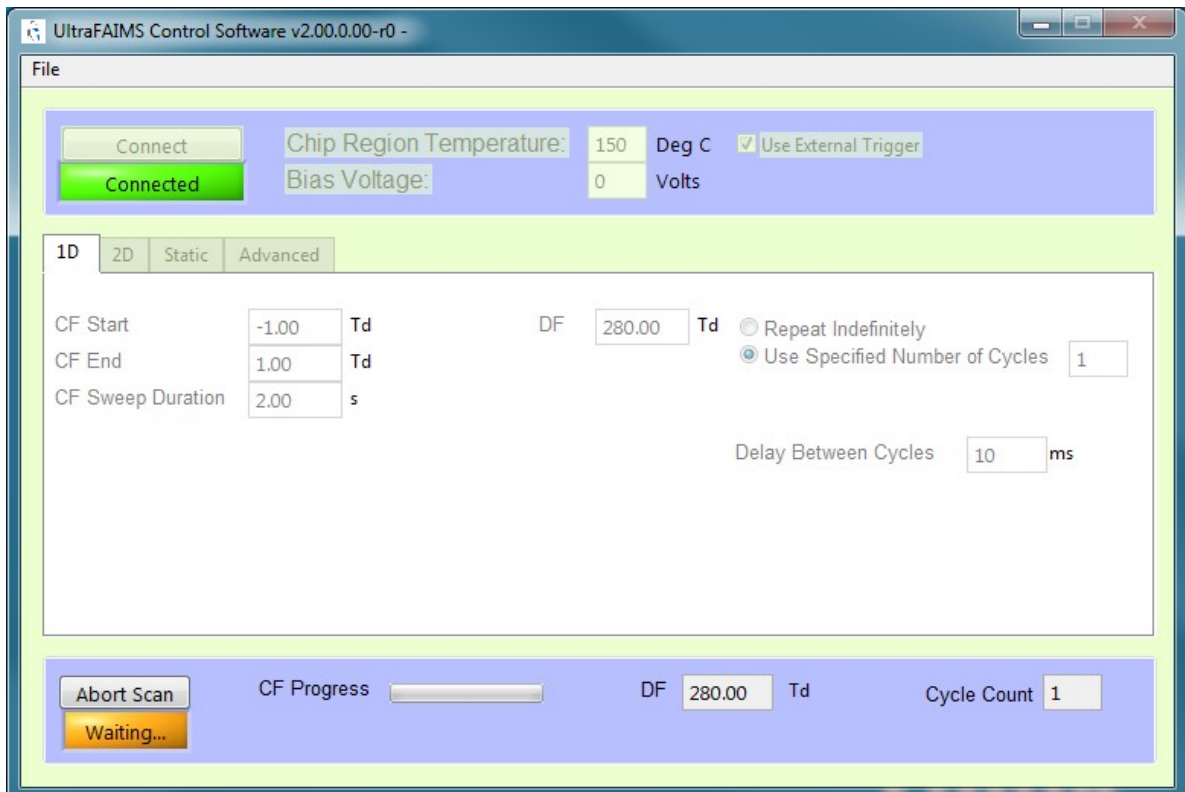 UltraFAIMS Control Software v2.00.0.00-r0 -
File
Connect Chip Region Temperature: 150 Deg C Use External Trigger
Connected Bias Voltage: 0 Volts
1D 2D Static Advanced
CF Start -1.00 Td DF 280.00 Td Repeat Indefinitely
CF End 1.00 Td Use Specified Number of Cycles 1
CF Sweep Duration 2.00 s
Delay Between Cycles 10 ms
Abort Scan CF Progress DF 280.00 Td Cycle Count 1
Waiting...